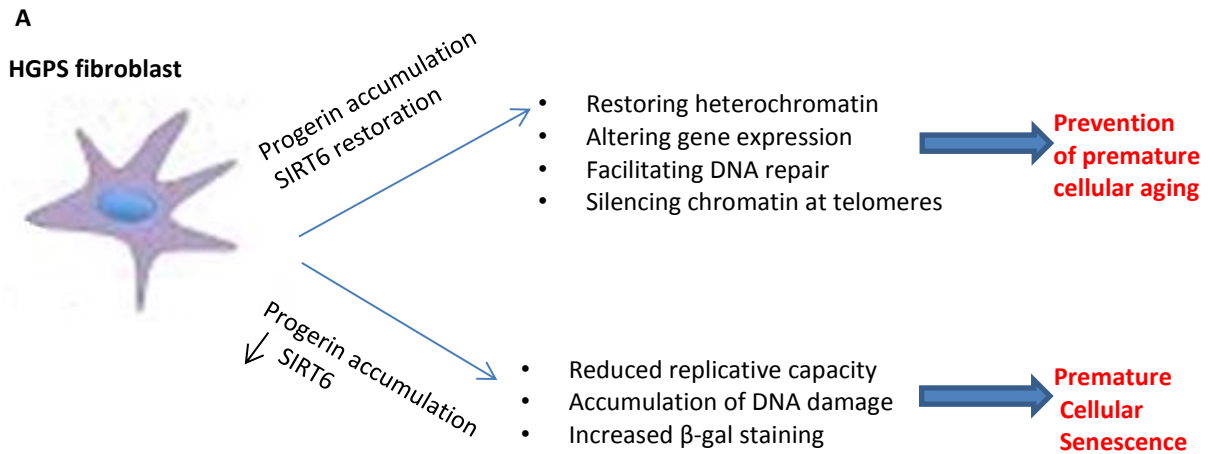 A
HGPS fibroblast
Progerin accumulation
SIRT6 restoration
• Restoring heterochromatin
• Altering gene expression
• Facilitating DNA repair
• Silencing chromatin at telomeres
Prevention
of premature
cellular aging
Progerin accumulation
↓ SIRT6
• Reduced replicative capacity
• Accumulation of DNA damage
• Increased β-gal staining
Premature
Cellular
Senescence